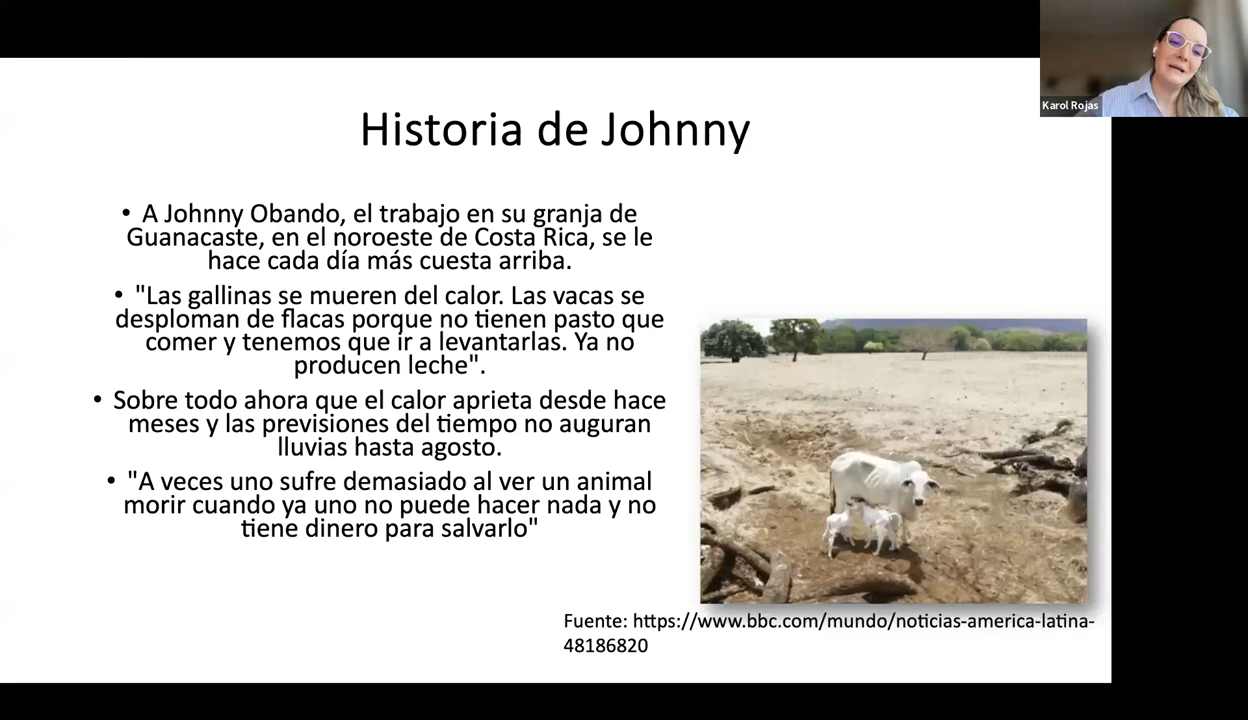 Karol Rojas
Historia de Johnny
• A Johnny Obando, el trabajo en su granja de
Guanacaste, en el noroeste de Costa Rica, se le
hace cada día más cuesta arriba.
• "Las gallinas se mueren del calor. Las vacas se
desploman de flacas porque no tienen pasto que
comer y tenemos que ir a levantarlas. Ya no
producen leche".
• Sobre todo ahora que el calor aprieta desde hace
meses y las previsiones del tiempo no auguran
lluvias hasta agosto.
• "A veces uno sufre demasiado al ver un animal
morir cuando ya uno no puede hacer nada y no
tiene dinero para salvarlo"
Fuente: https://www.bbc.com/mundo/noticias-america-latina-
48186820